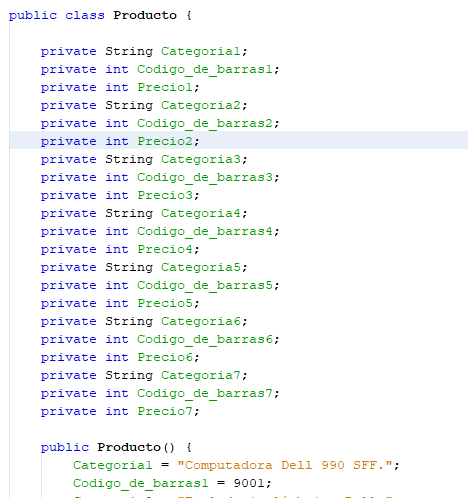 public class Producto {
private String Categoria1;
private int Codigo_de_barras1;
private int Precio1;
private String Categoria2;
private int Codigo_de_barras2;
private int Precio2;
private String Categoria3;
private int Codigo_de_barras3;
private int Precio3;
private String Categoria4;
private int Codigo_de_barras4;
private int Precio4;
private String Categoria5;
private int Codigo_de_barras5;
private int Precio5;
private String Categoria6;
private int Codigo_de_barras6;
private int Precio6;
private String Categoria7;
private int Codigo_de_barras7;
private int Precio7;
public Producto() {
Categoria1 = "Computadora Dell 990 SFF.";
Codigo_de_barras1 = 9001;